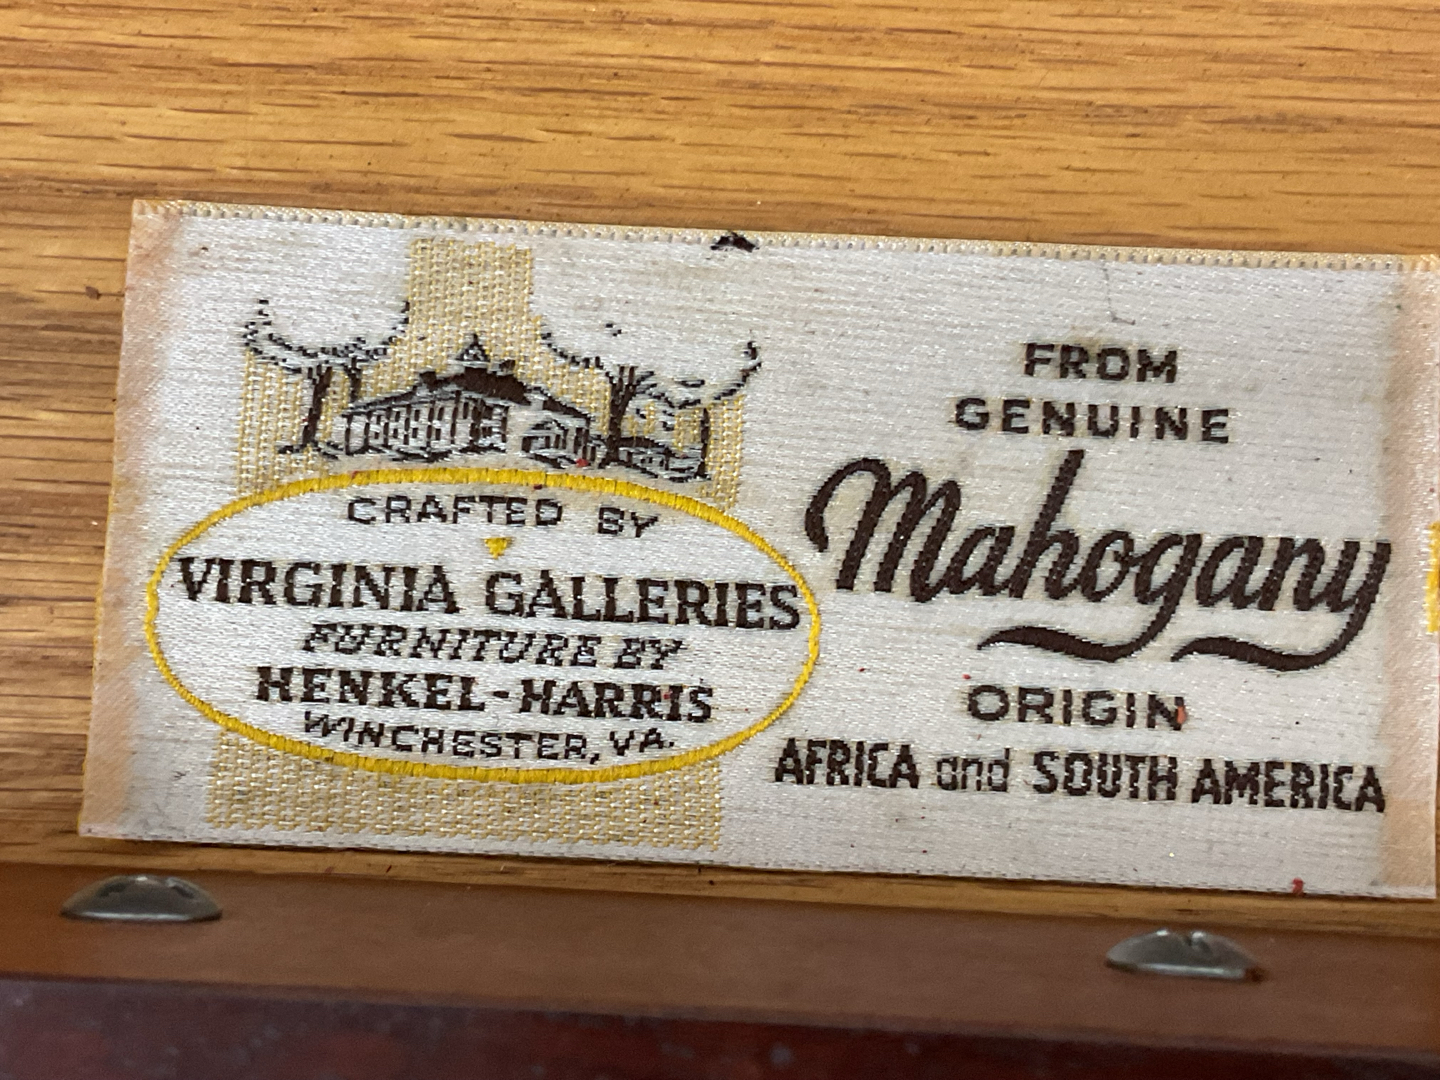 CRAFTED BY
VIRGINIA GALLERIES
FURNITURE BY
HENKEL-HARRIS
WINCHESTER, VA.
FROM
GENUINE
Mahogany
ORIGIN
AFRICA and SOUTH AMERICA